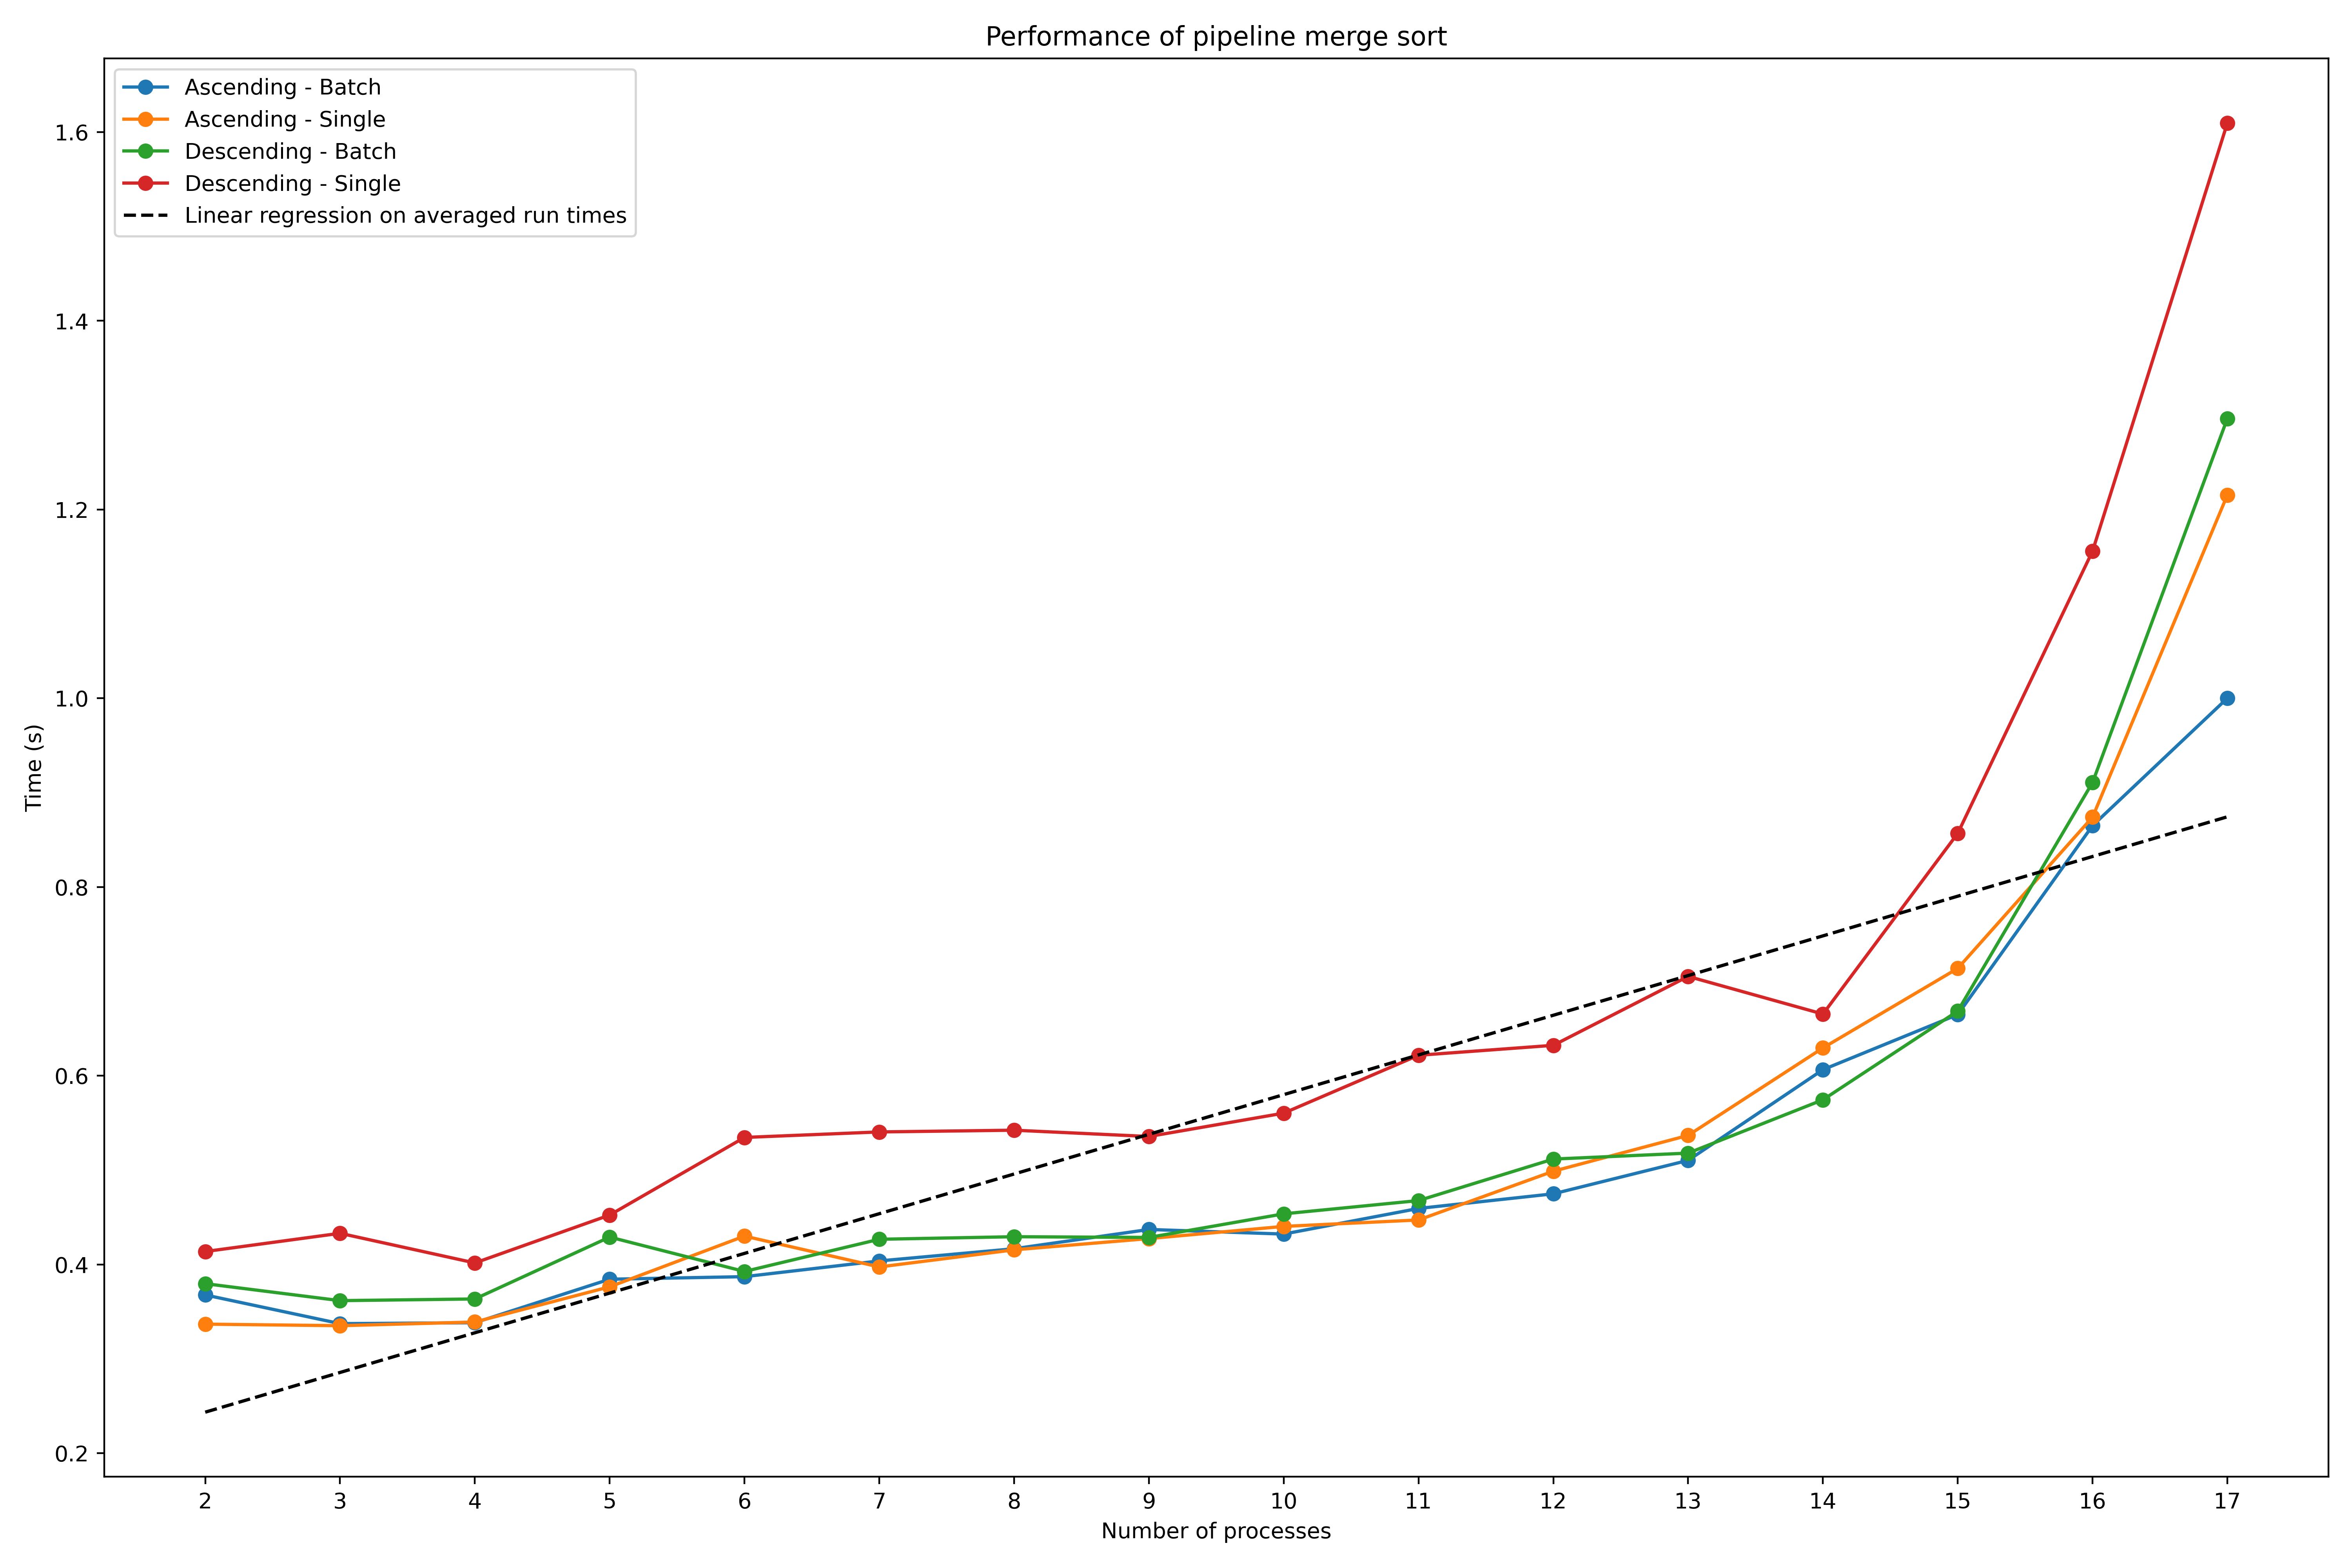 Performance of pipeline merge sort
Ascending - Batch
Ascending - Single
Descending - Batch
Descending - Single
Linear regression on averaged run times
1.6
1.4
1.2
1.0
0.8
0.6
0.4
0.2
Time (s)
2 3 4 5 6 7 8 9 10 11 12 13 14 15 16 17
Number of processes